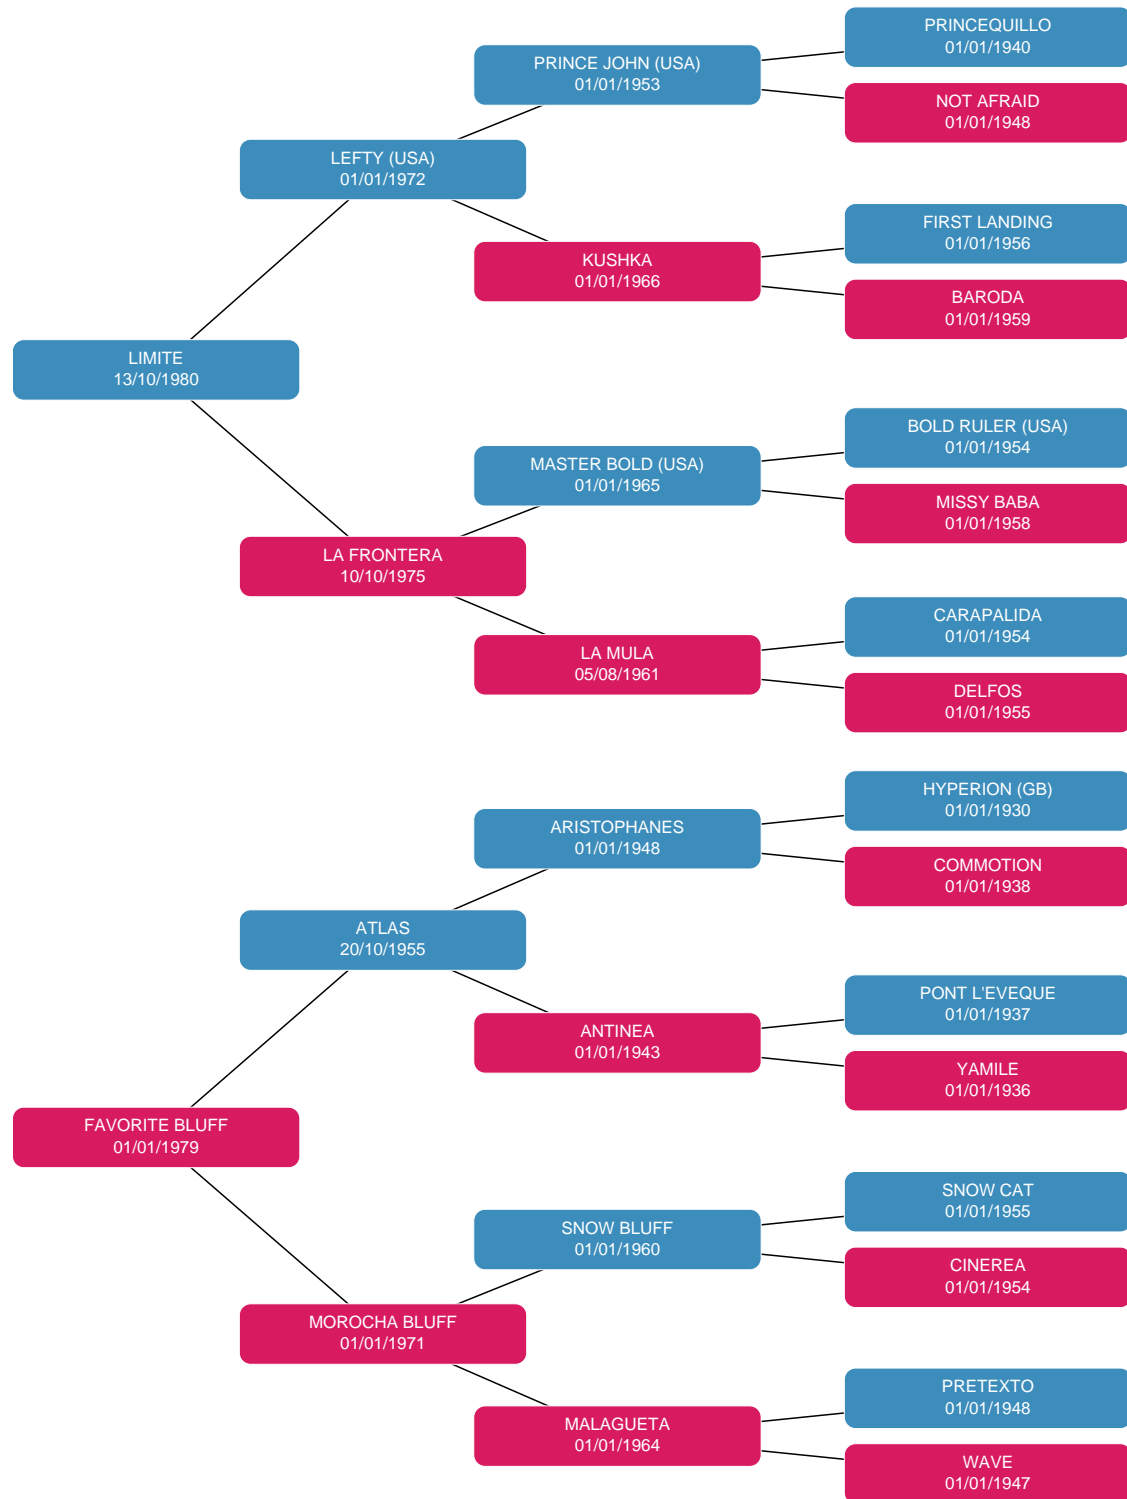 PRINCEQUILLO
01/01/1940
PRINCE JOHN (USA)
01/01/1953
NOT AFRAID
01/01/1948
LEFTY (USA)
01/01/1972
FIRST LANDING
01/01/1956
KUSHKA
01/01/1966
BARODA
01/01/1959
LIMITE
13/10/1980
BOLD RULER (USA)
01/01/1954
MASTER BOLD (USA)
01/01/1965
MISSY BABA
01/01/1958
LA FRONTERA
10/10/1975
CARAPALIDA
01/01/1954
LA MULA
05/08/1961
DELFOS
01/01/1955
HYPERION (GB)
01/01/1930
ARISTOPHANES
01/01/1948
COMMOTION
01/01/1938
ATLAS
20/10/1955
PONT L'EVEQUE
01/01/1937
ANTINEA
01/01/1943
YAMILE
01/01/1936
FAVORITE BLUFF
01/01/1979
SNOW CAT
01/01/1955
SNOW BLUFF
01/01/1960
CINEREA
01/01/1954
MOROCHA BLUFF
01/01/1971
PRETEXTO
01/01/1948
MALAGUETA
01/01/1964
WAVE
01/01/1947